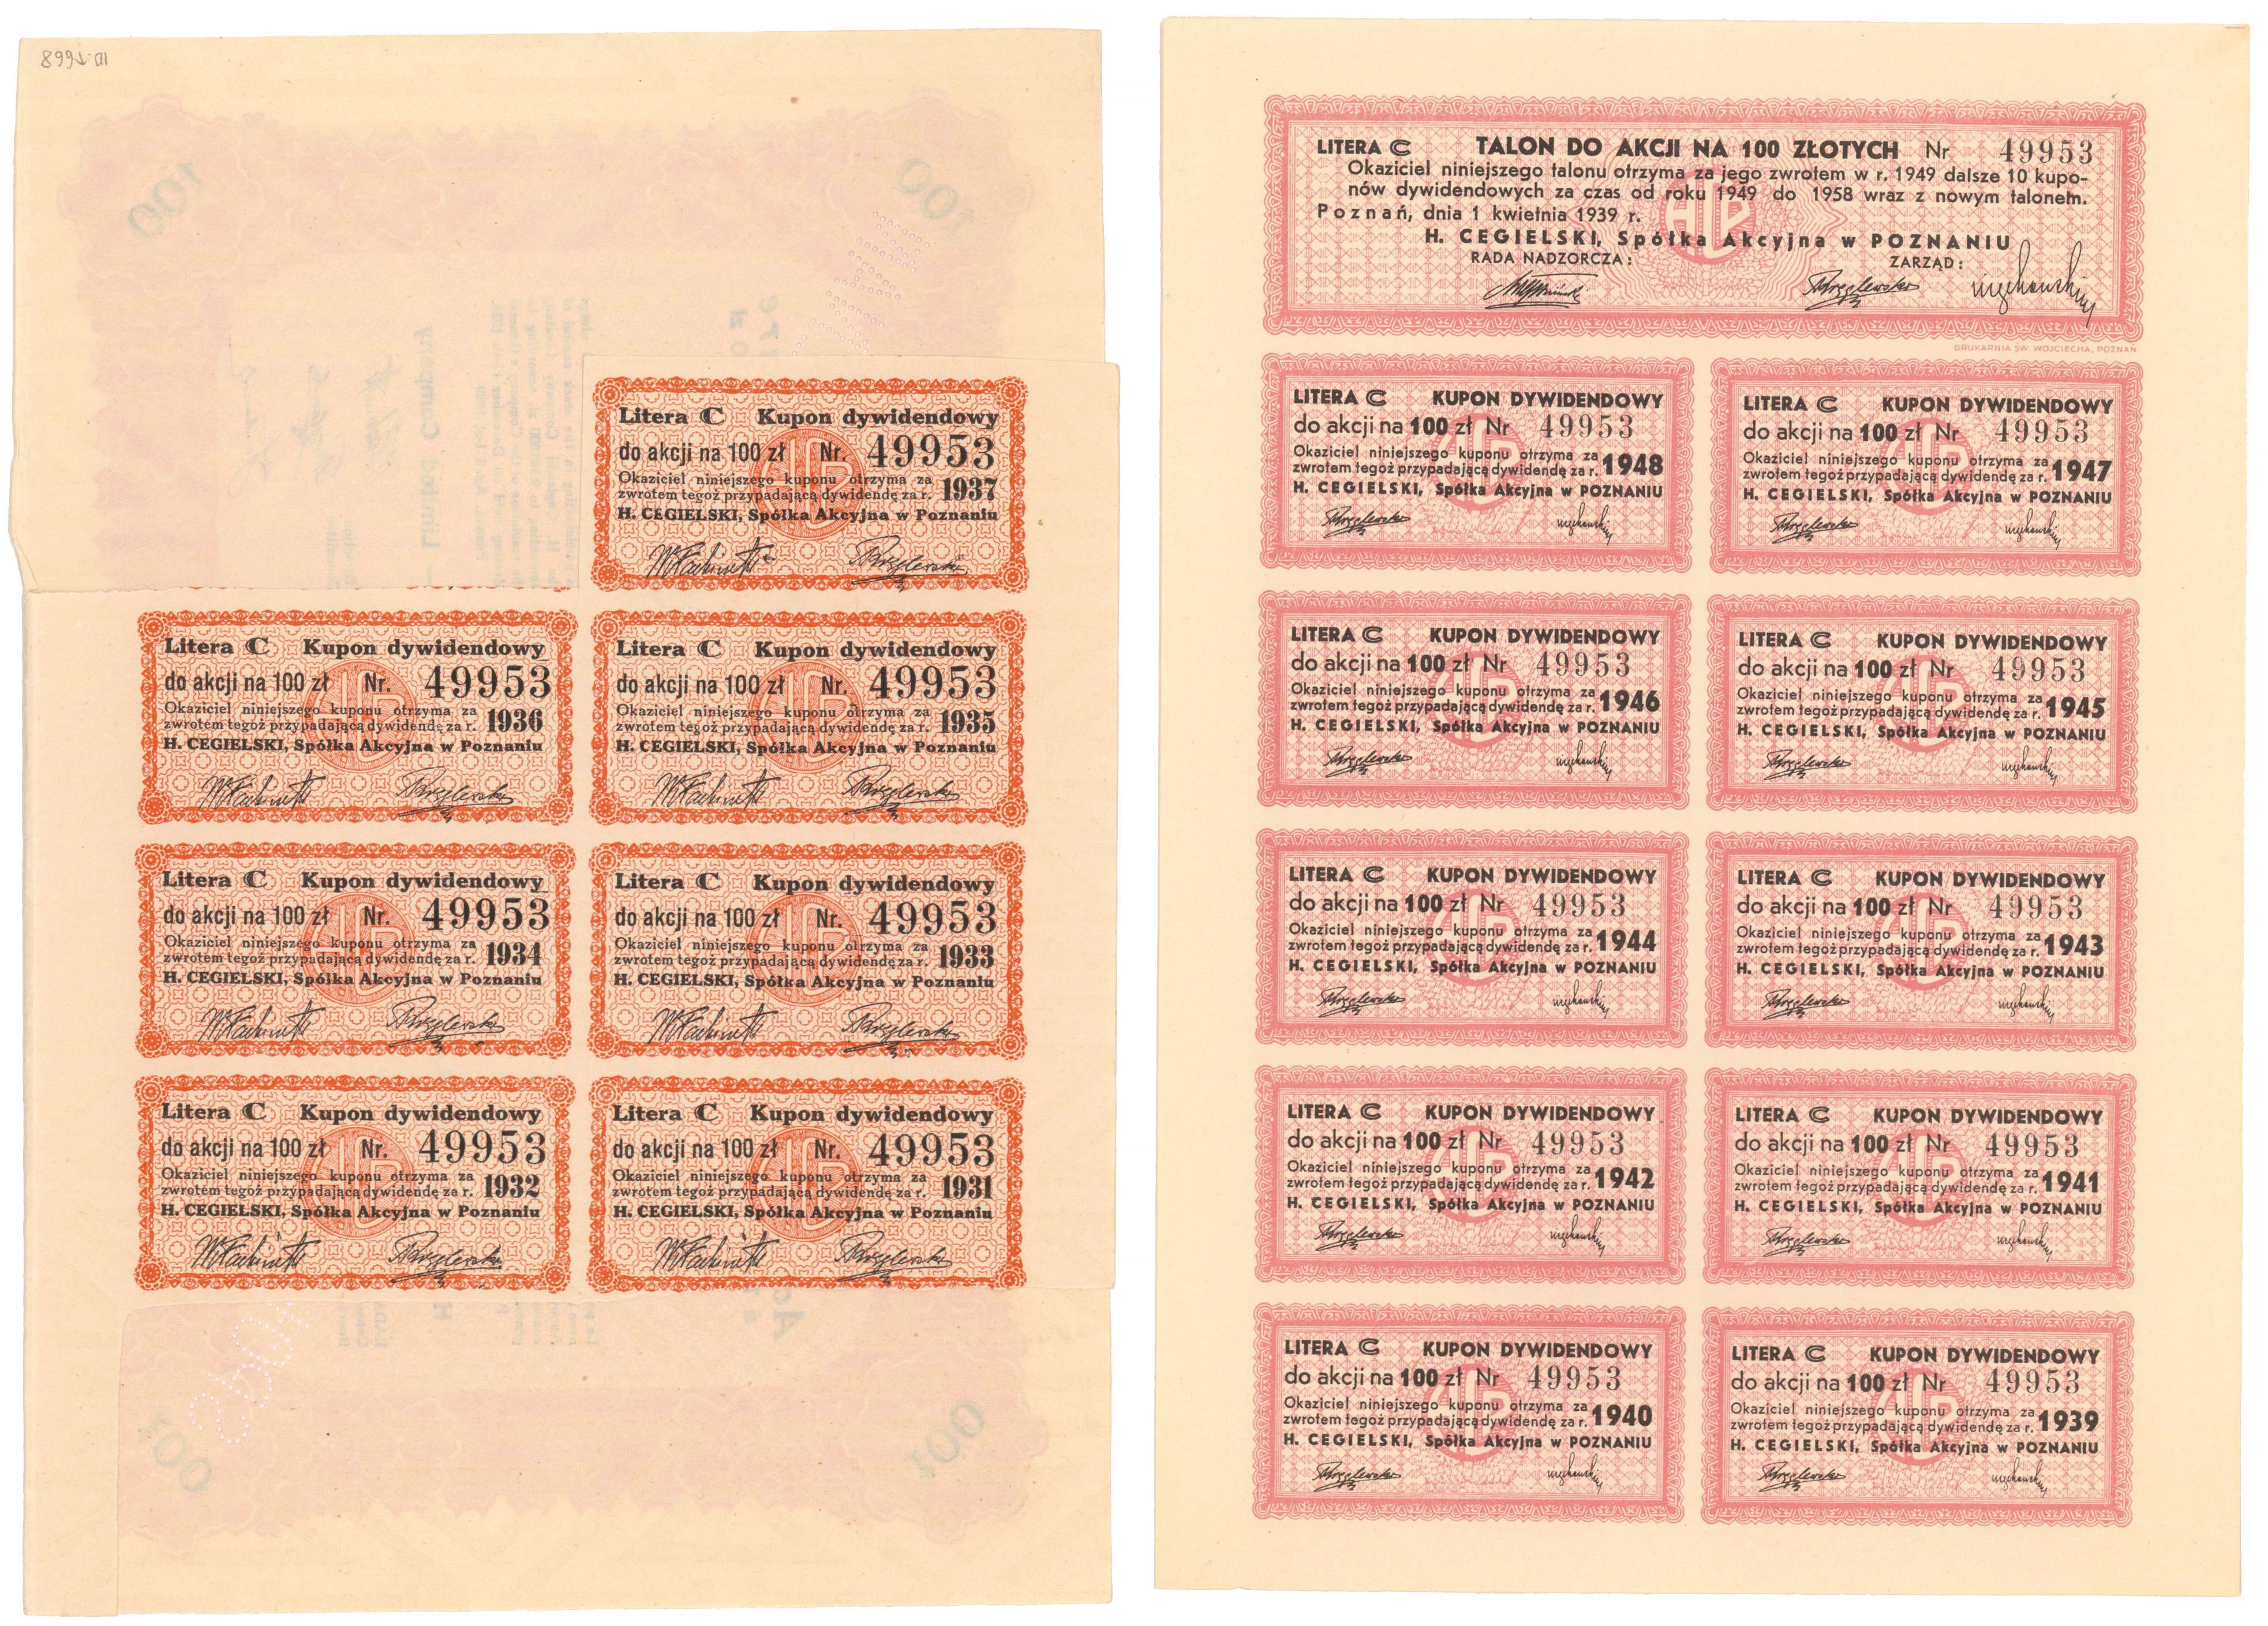 LITERA C TALON DO AKCJI NA 100 ZŁOTYCH Nr 49953
Okaziciel niniejszego talonu otrzyma za jego zwrotem w r. 1949 dalsze 10 kupo-
nów dywidendowych za czas od roku 1949 do 1958 wraz z nowym talonem.
Poznań, dnia 1 kwietnia 1939 r.
H. CEGIELSKI, Spółka Akcyjna w POZNANIU
RADA NADZORCZA: ZARZĄD:
DRUKARNIA ŚW. WOJCIECHA, POZNAŃ
Litera C Kupon dywidendowy
do akcji na 100 zł Nr. 49953
Okaziciel niniejszego kuponu otrzyma za
zwrotem tegoż przypadającą dywidendę za r. 1937
H. CEGIELSKI, Spółka Akcyjna w Poznaniu
Litera C Kupon dywidendowy
do akcji na 100 zł Nr. 49953
Okaziciel niniejszego kuponu otrzyma za
zwrotem tegoż przypadającą dywidendę za r. 1936
H. CEGIELSKI, Spółka Akcyjna w Poznaniu
Litera C Kupon dywidendowy
do akcji na 100 zł Nr. 49953
Okaziciel niniejszego kuponu otrzyma za
zwrotem tegoż przypadającą dywidendę za r. 1935
H. CEGIELSKI, Spółka Akcyjna w Poznaniu
Litera C Kupon dywidendowy
do akcji na 100 zł Nr. 49953
Okaziciel niniejszego kuponu otrzyma za
zwrotem tegoż przypadającą dywidendę za r. 1934
H. CEGIELSKI, Spółka Akcyjna w Poznaniu
Litera C Kupon dywidendowy
do akcji na 100 zł Nr. 49953
Okaziciel niniejszego kuponu otrzyma za
zwrotem tegoż przypadającą dywidendę za r. 1933
H. CEGIELSKI, Spółka Akcyjna w Poznaniu
Litera C Kupon dywidendowy
do akcji na 100 zł Nr. 49953
Okaziciel niniejszego kuponu otrzyma za
zwrotem tegoż przypadającą dywidendę za r. 1932
H. CEGIELSKI, Spółka Akcyjna w Poznaniu
Litera C Kupon dywidendowy
do akcji na 100 zł Nr. 49953
Okaziciel niniejszego kuponu otrzyma za
zwrotem tegoż przypadającą dywidendę za r. 1931
H. CEGIELSKI, Spółka Akcyjna w Poznaniu
LITERA C KUPON DYWIDENDOWY
do akcji na 100 zł Nr 49953
Okaziciel niniejszego kuponu otrzyma za
zwrotem tegoż przypadającą dywidendę za r. 1948
H. CEGIELSKI, Spółka Akcyjna w POZNANIU
LITERA C KUPON DYWIDENDOWY
do akcji na 100 zł Nr 49953
Okaziciel niniejszego kuponu otrzyma za
zwrotem tegoż przypadającą dywidendę za r. 1947
H. CEGIELSKI, Spółka Akcyjna w POZNANIU
LITERA C KUPON DYWIDENDOWY
do akcji na 100 zł Nr 49953
Okaziciel niniejszego kuponu otrzyma za
zwrotem tegoż przypadającą dywidendę za r. 1946
H. CEGIELSKI, Spółka Akcyjna w POZNANIU
LITERA C KUPON DYWIDENDOWY
do akcji na 100 zł Nr 49953
Okaziciel niniejszego kuponu otrzyma za
zwrotem tegoż przypadającą dywidendę za r. 1945
H. CEGIELSKI, Spółka Akcyjna w POZNANIU
LITERA C KUPON DYWIDENDOWY
do akcji na 100 zł Nr 49953
Okaziciel niniejszego kuponu otrzyma za
zwrotem tegoż przypadającą dywidendę za r. 1944
H. CEGIELSKI, Spółka Akcyjna w POZNANIU
LITERA C KUPON DYWIDENDOWY
do akcji na 100 zł Nr 49953
Okaziciel niniejszego kuponu otrzyma za
zwrotem tegoż przypadającą dywidendę za r. 1943
H. CEGIELSKI, Spółka Akcyjna w POZNANIU
LITERA C KUPON DYWIDENDOWY
do akcji na 100 zł Nr 49953
Okaziciel niniejszego kuponu otrzyma za
zwrotem tegoż przypadającą dywidendę za r. 1942
H. CEGIELSKI, Spółka Akcyjna w POZNANIU
LITERA C KUPON DYWIDENDOWY
do akcji na 100 zł Nr 49953
Okaziciel niniejszego kuponu otrzyma za
zwrotem tegoż przypadającą dywidendę za r. 1941
H. CEGIELSKI, Spółka Akcyjna w POZNANIU
LITERA C KUPON DYWIDENDOWY
do akcji na 100 zł Nr 49953
Okaziciel niniejszego kuponu otrzyma za
zwrotem tegoż przypadającą dywidendę za r. 1940
H. CEGIELSKI, Spółka Akcyjna w POZNANIU
LITERA C KUPON DYWIDENDOWY
do akcji na 100 zł Nr 49953
Okaziciel niniejszego kuponu otrzyma za
zwrotem tegoż przypadającą dywidendę za r. 1939
H. CEGIELSKI, Spółka Akcyjna w POZNANIU